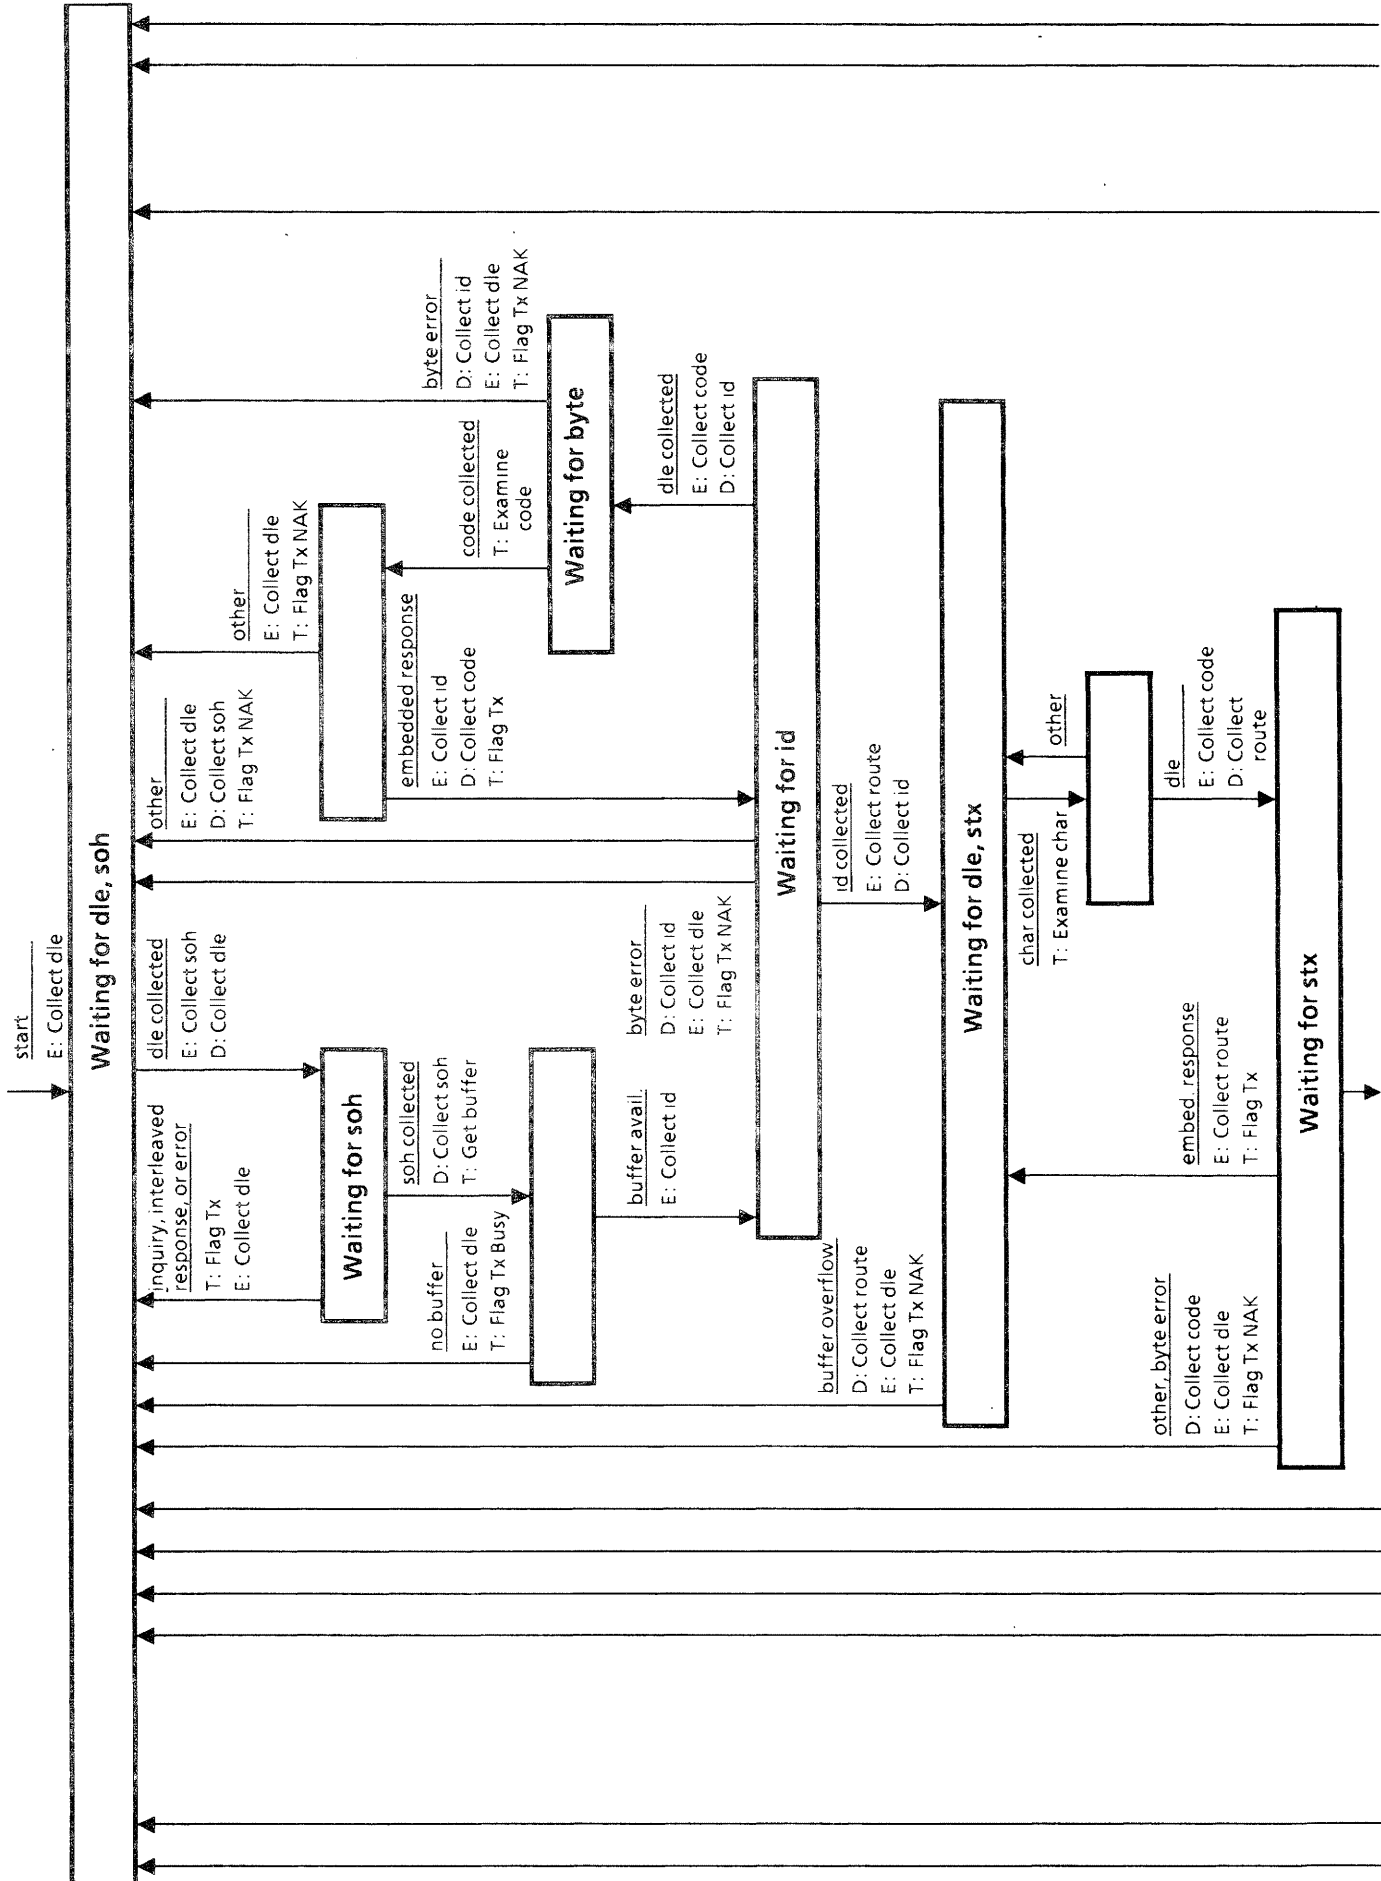 start
E: Collect dle
Waiting for dle, soh
inquiry, interleaved
response, or error
T: Flag Tx
E: Collect dle
dle collected
E: Collect soh
D: Collect dle
other
E: Collect dle
D: Collect soh
T: Flag Tx NAK
other
E: Collect dle
T: Flag Tx NAK
byte error
D: Collect id
E: Collect dle
T: Flag Tx NAK
Waiting for soh
no buffer
E: Collect dle
T: Flag Tx Busy
soh collected
D: Collect soh
T: Get buffer
embedded response
E: Collect id
D: Collect code
T: Flag Tx
code collected
T: Examine
code
Waiting for byte
buffer avail.
E: Collect id
byte error
D: Collect id
E: Collect dle
T: Flag Tx NAK
dle collected
E: Collect code
D: Collect id
Waiting for id
buffer overflow
D: Collect route
E: Collect dle
T: Flag Tx NAK
id collected
E: Collect route
D: Collect id
Waiting for dle, stx
char collected
T: Examine char
other
other, byte error
D: Collect code
E: Collect dle
T: Flag Tx NAK
embed. response
E: Collect route
T: Flag Tx
dle
E: Collect code
D: Collect
route
Waiting for stx